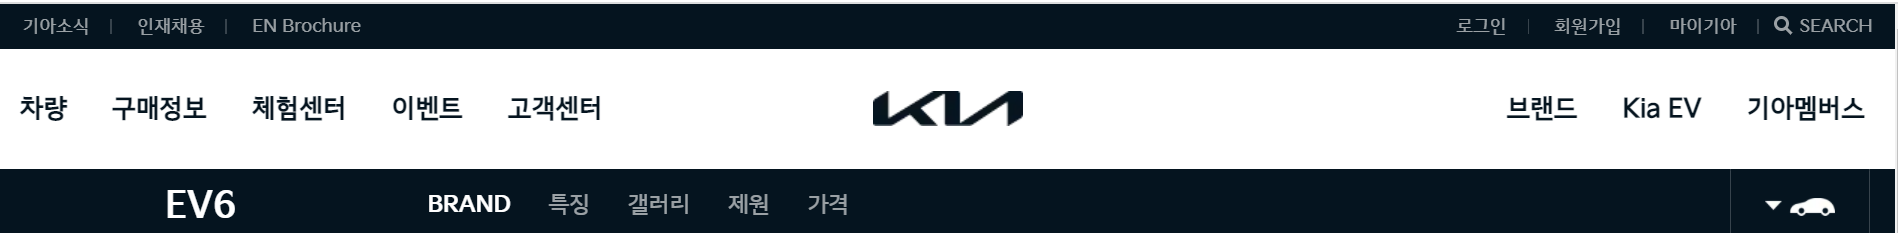 기아소식 | 인재채용 | EN Brochure 로그인 | 회원가입 | 마이기아 | SEARCH
차량 구매정보 체험센터 이벤트 고객센터 KIA 브랜드 Kia EV 기아멤버스
EV6 BRAND 특징 갤러리 제원 가격